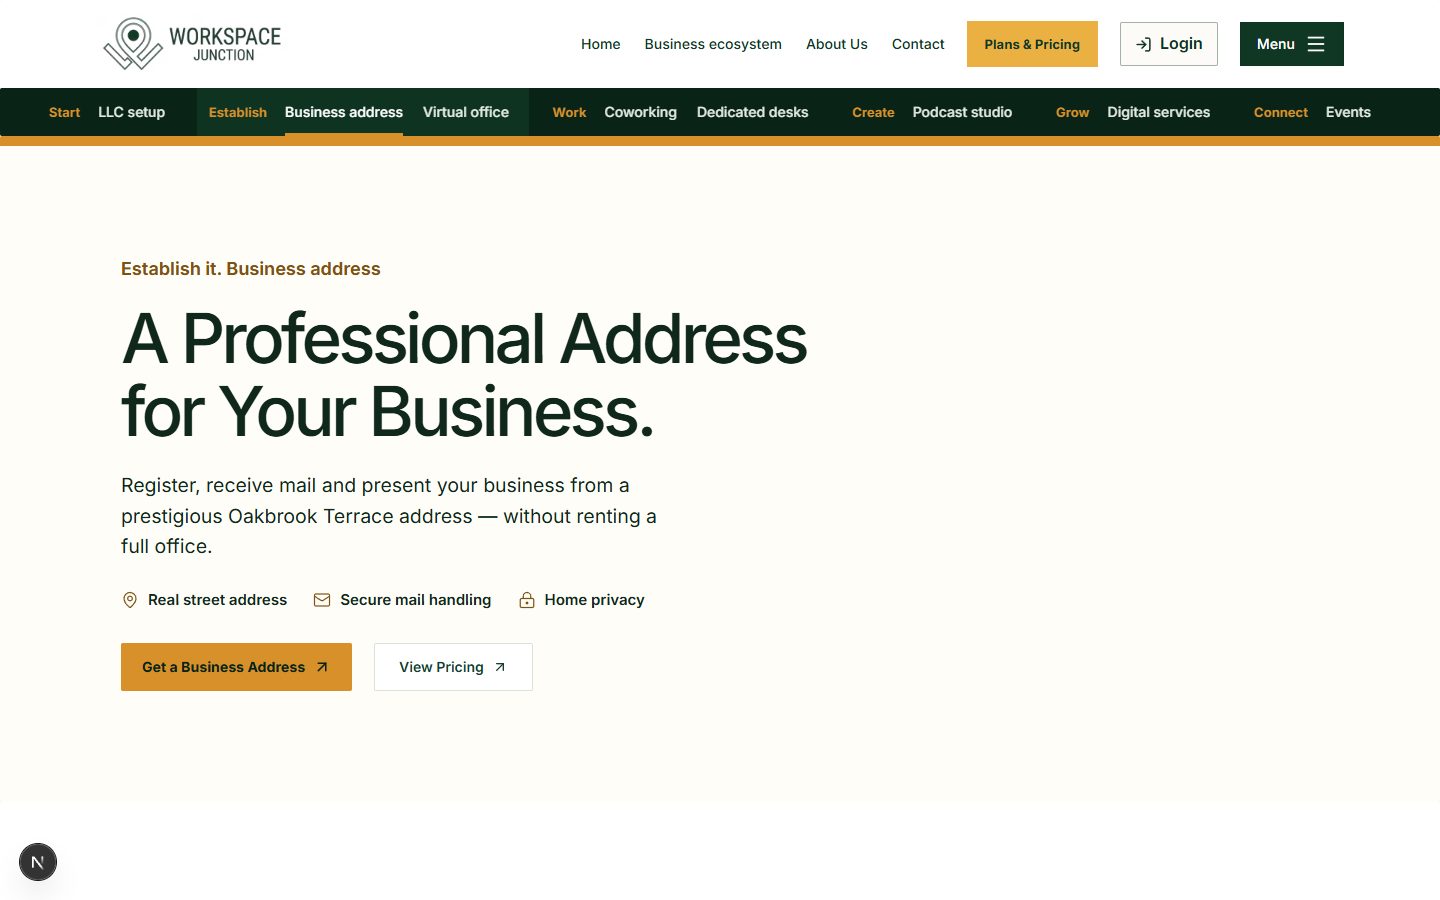 WORKSPACE
JUNCTION
Home Business ecosystem About Us Contact Plans & Pricing Login Menu
Start LLC setup Establish Business address Virtual office Work Coworking Dedicated desks Create Podcast studio Grow Digital services Connect Events
Establish it. Business address
A Professional Address
for Your Business.
Register, receive mail and present your business from a
prestigious Oakbrook Terrace address — without renting a
full office.
Real street address Secure mail handling Home privacy
Get a Business Address View Pricing
N